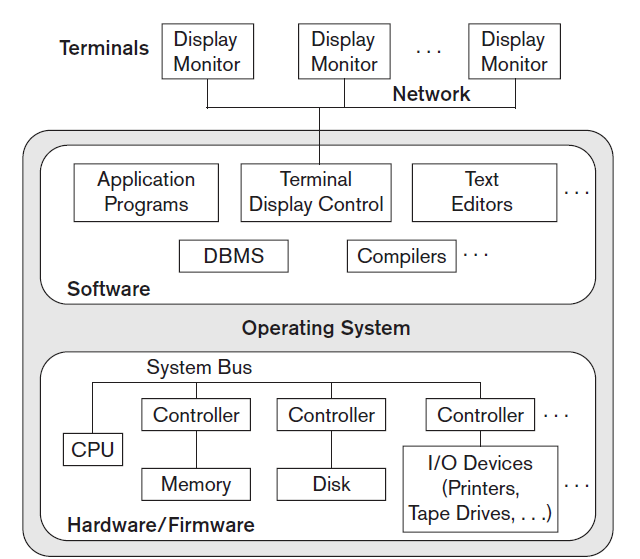 Terminals
Display
Monitor
Display
Monitor
. . .
Display
Monitor
Network
Application
Programs
Terminal
Display Control
Text
Editors
. . .
DBMS
Compilers
. . .
Software
Operating System
System Bus
Controller
Controller
Controller
. . .
CPU
Memory
Disk
I/O Devices
(Printers,
Tape Drives, . . .)
. . .
Hardware/Firmware